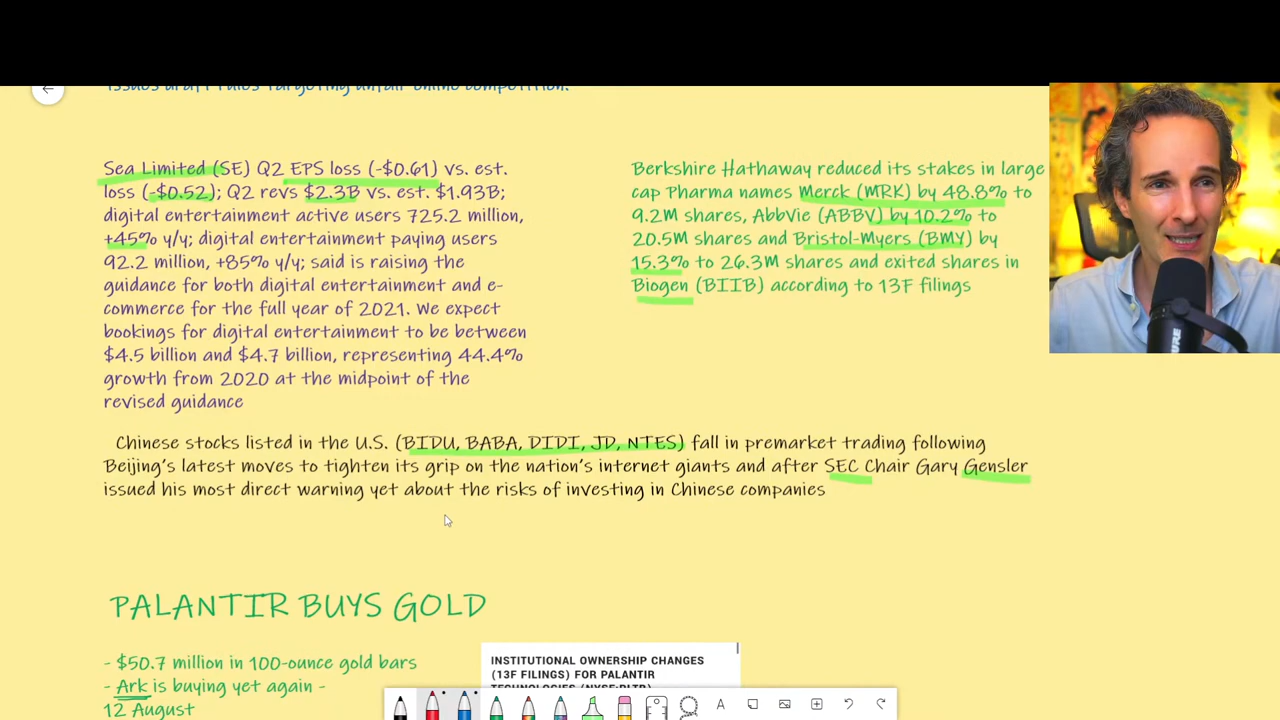 issues draft rules targeting unfair online competition.
Sea Limited (SE) Q2 EPS loss (-$0.61) vs. est.
loss (-$0.52); Q2 revs $2.3B vs. est. $1.93B;
digital entertainment active users 725.2 million,
+45% y/y; digital entertainment paying users
92.2 million, +85% y/y; said is raising the
guidance for both digital entertainment and e-
commerce for the full year of 2021. We expect
bookings for digital entertainment to be between
$4.5 billion and $4.7 billion, representing 44.4%
growth from 2020 at the midpoint of the
revised guidance
Berkshire Hathaway reduced its stakes in large
cap Pharma names Merck (MRK) by 48.8% to
9.2M shares, AbbVie (ABBV) by 10.2% to
20.5M shares and Bristol-Myers (BMY) by
15.3% to 26.3M shares and exited shares in
Biogen (BIIB) according to 13F filings
Chinese stocks listed in the U.S. (BIDU, BABA, DIDI, JD, NTES) fall in premarket trading following
Beijing's latest moves to tighten its grip on the nation's internet giants and after SEC Chair Gary Gensler
issued his most direct warning yet about the risks of investing in Chinese companies
PALANTIR BUYS GOLD
- $50.7 million in 100-ounce gold bars
- Ark is buying yet again -
12 August
INSTITUTIONAL OWNERSHIP CHANGES
(13F FILINGS) FOR PALANTIR
TECHNOLOGIES (NYSE:PLTR)